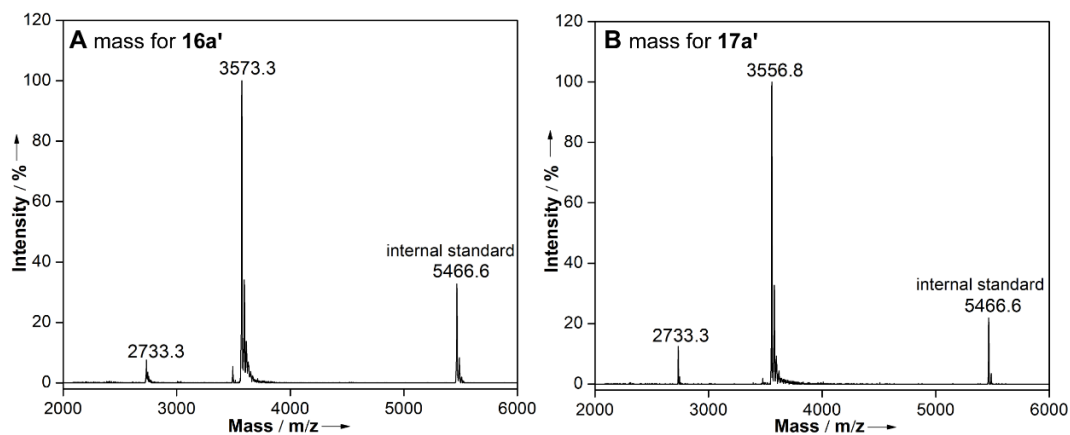 A mass for 16a'
3573.3
2733.3
internal standard
5466.6
120
100
80
60
40
20
0
Intensity / % →
2000 3000 4000 5000 6000
Mass / m/z →
B mass for 17a'
3556.8
2733.3
internal standard
5466.6
120
100
80
60
40
20
0
Intensity / % →
2000 3000 4000 5000 6000
Mass / m/z →